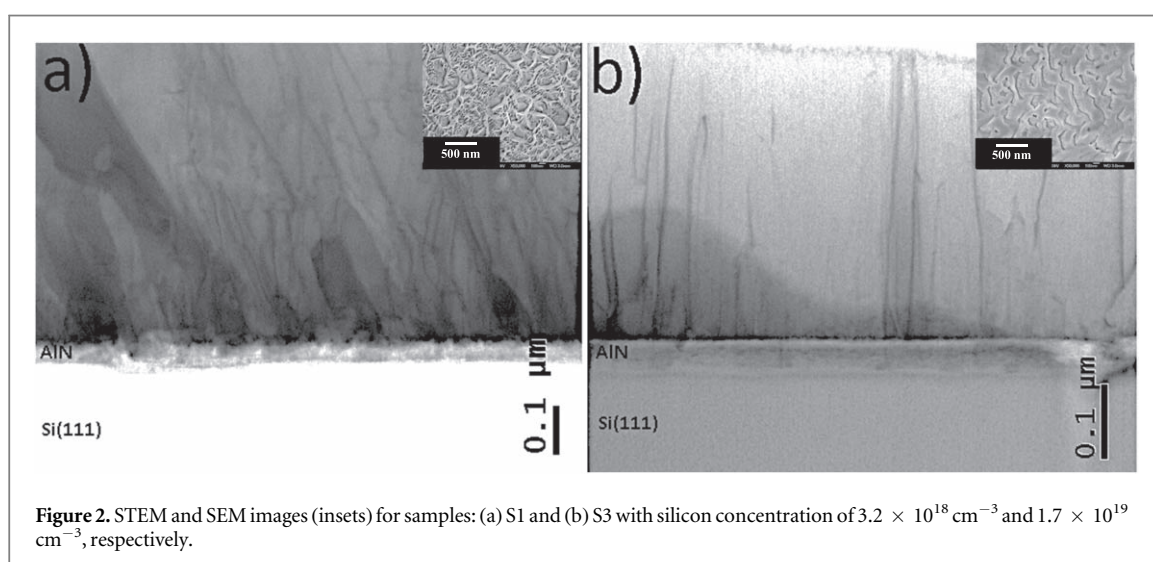 a)
500 nm
AlN
0.1 μm
Si(111)
b)
500 nm
AlN
0.1 μm
Si(111)
Figure 2. STEM and SEM images (insets) for samples: (a) S1 and (b) S3 with silicon concentration of 3.2 × 10¹⁸ cm⁻³ and 1.7 × 10¹⁹
cm⁻³, respectively.